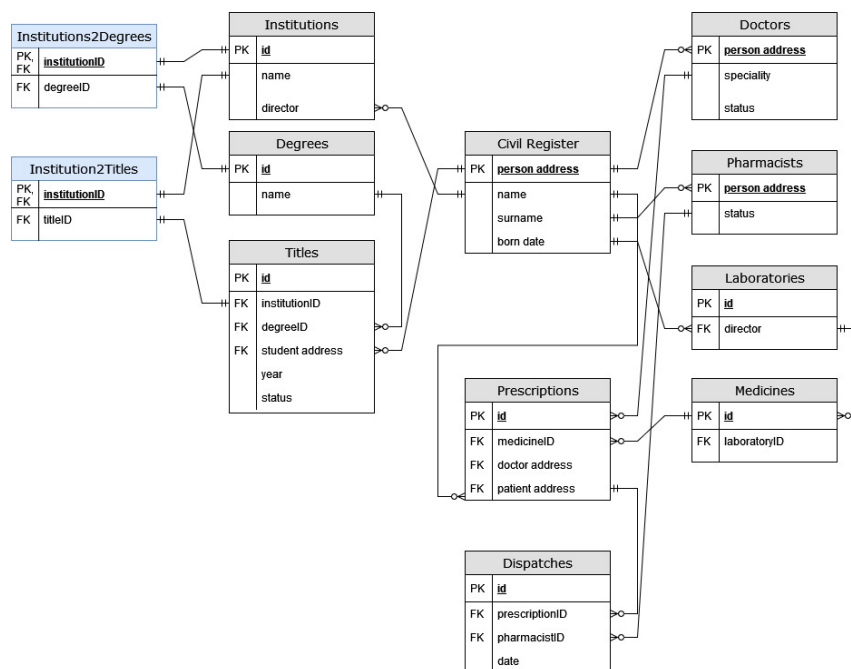 Institutions2Degrees
PK,
FK
institutionID
FK degreeID
Institution2Titles
PK,
FK
institutionID
FK titleID
Institutions
PK id
name
director
Degrees
PK id
name
Titles
PK id
FK institutionID
FK degreeID
FK student address
year
status
Civil Register
PK person address
name
surname
born date
Prescriptions
PK id
FK medicineID
FK doctor address
FK patient address
Dispatches
PK id
FK prescriptionID
FK pharmacistID
date
Doctors
PK person address
speciality
status
Pharmacists
PK person address
status
Laboratories
PK id
FK director
Medicines
PK id
FK laboratoryID